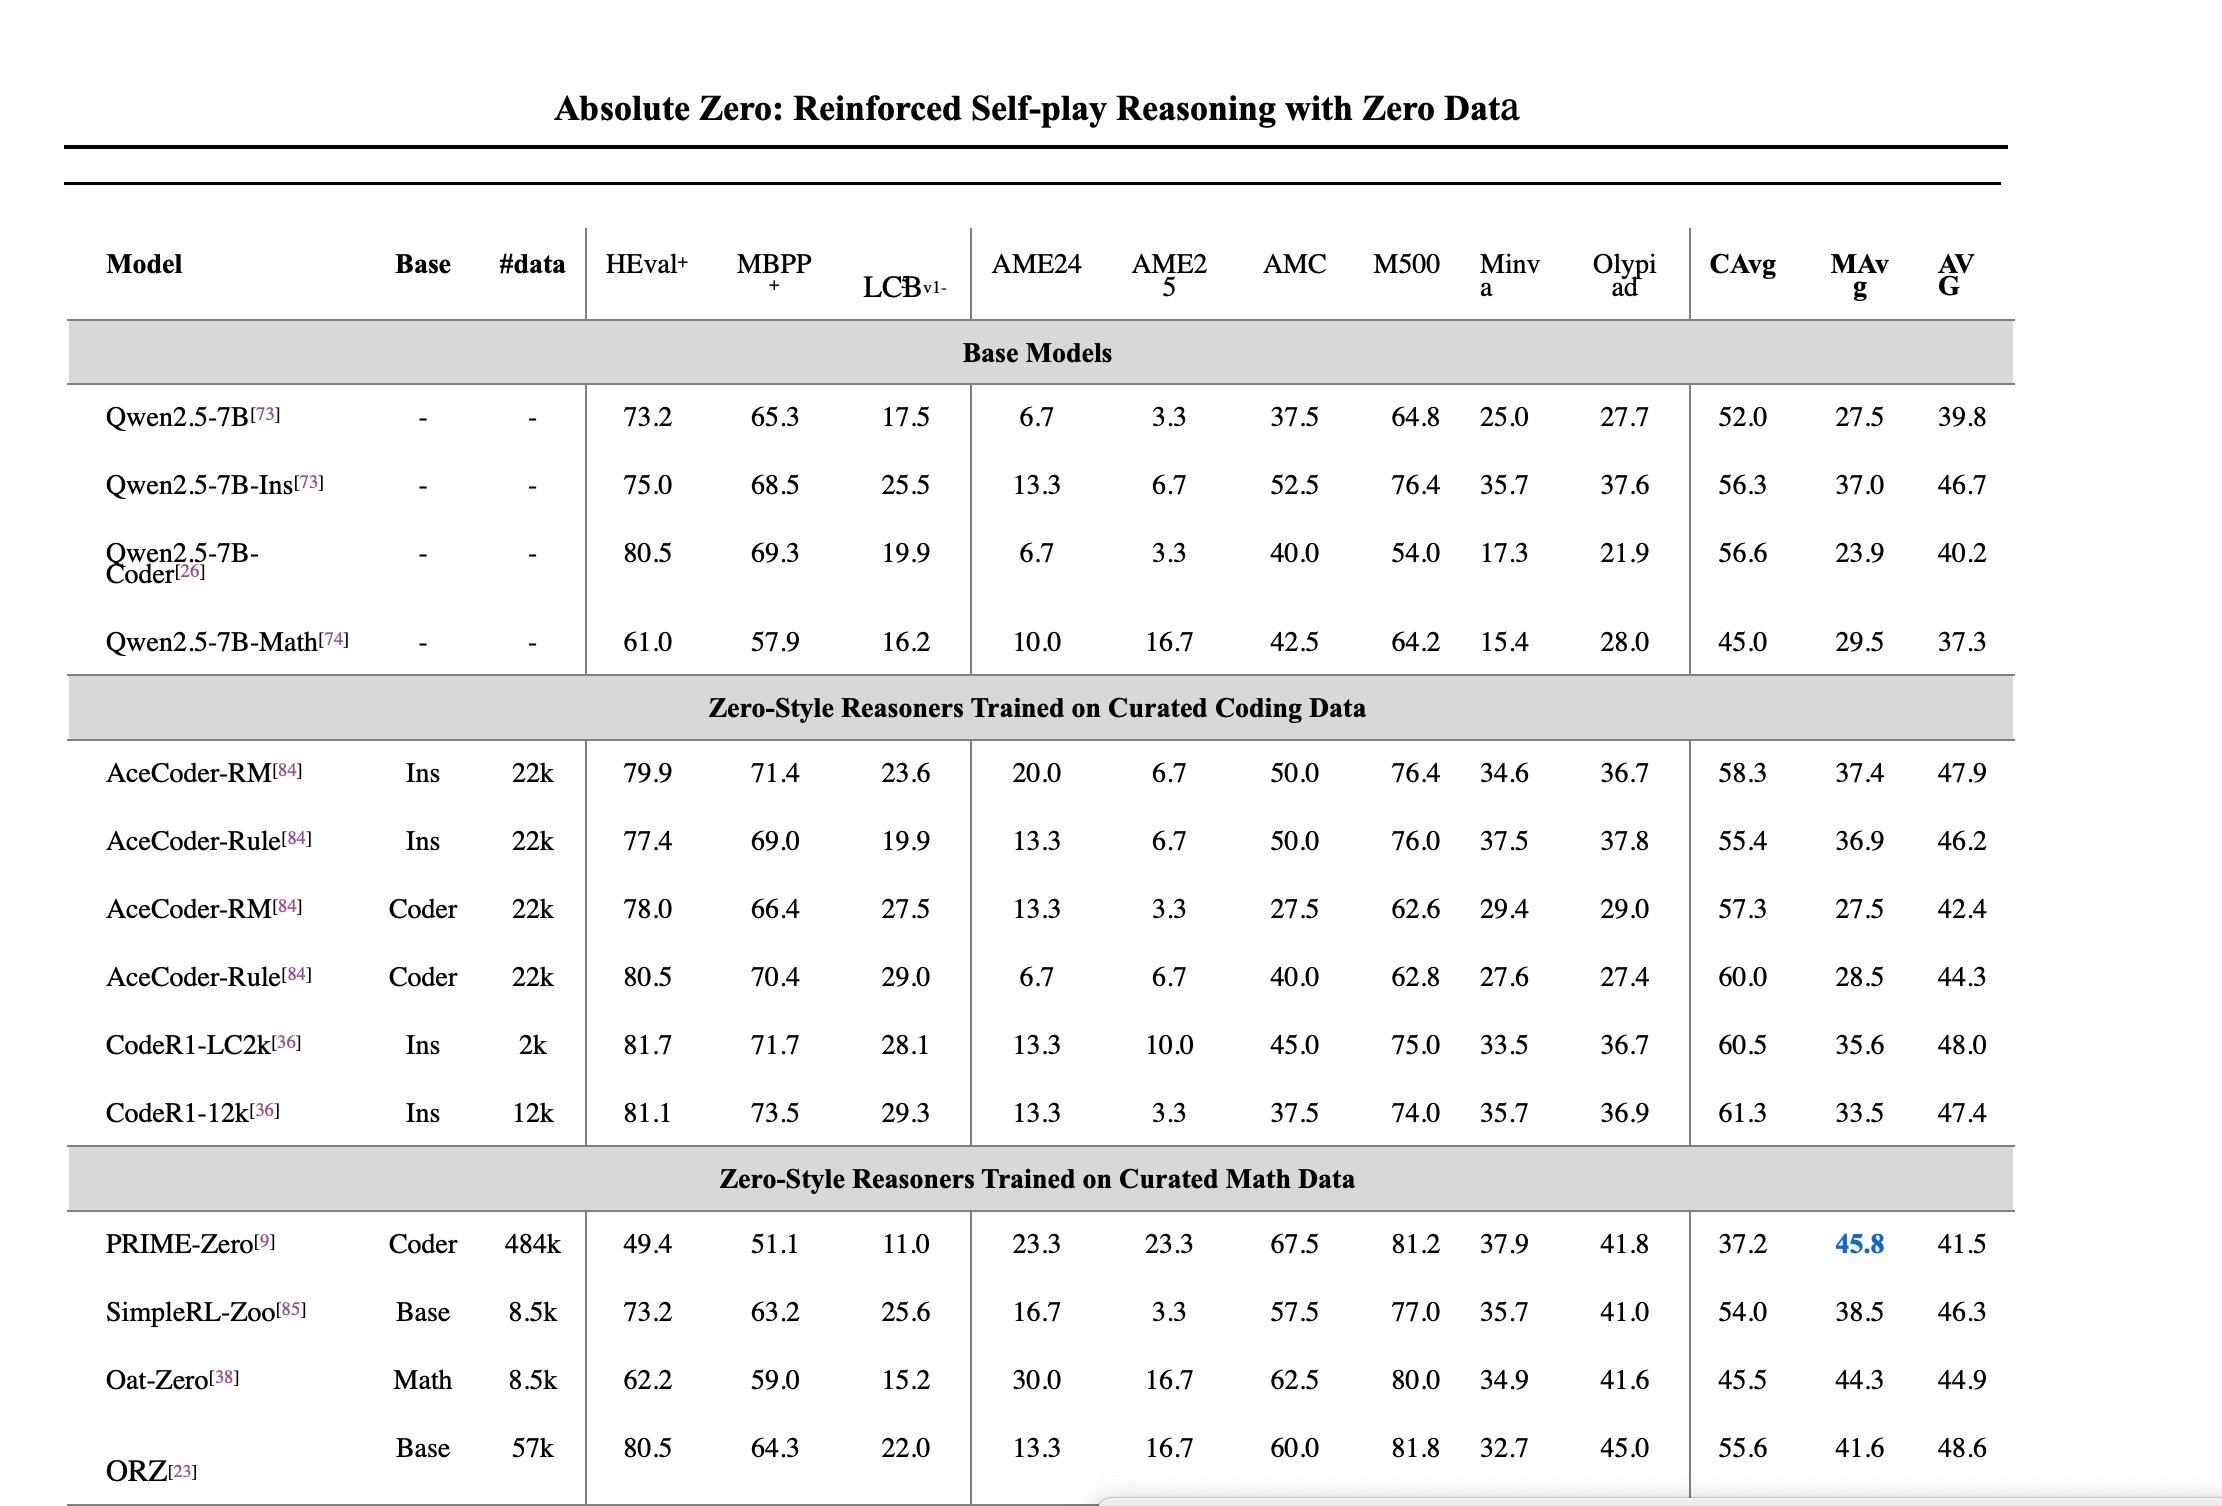 Absolute Zero: Reinforced Self-play Reasoning with Zero Data
Model Base #data HEval+ MBPP+ LCBv1-5 AME24 AME25 AMC M500 Minva Olypiad CAvg MAvg AVG
Base Models
Qwen2.5-7B[73] - - 73.2 65.3 17.5 6.7 3.3 37.5 64.8 25.0 27.7 52.0 27.5 39.8
Qwen2.5-7B-Ins[73] - - 75.0 68.5 25.5 13.3 6.7 52.5 76.4 35.7 37.6 56.3 37.0 46.7
Qwen2.5-7B-Coder[26] - - 80.5 69.3 19.9 6.7 3.3 40.0 54.0 17.3 21.9 56.6 23.9 40.2
Qwen2.5-7B-Math[74] - - 61.0 57.9 16.2 10.0 16.7 42.5 64.2 15.4 28.0 45.0 29.5 37.3
Zero-Style Reasoners Trained on Curated Coding Data
AceCoder-RM[84] Ins 22k 79.9 71.4 23.6 20.0 6.7 50.0 76.4 34.6 36.7 58.3 37.4 47.9
AceCoder-Rule[84] Ins 22k 77.4 69.0 19.9 13.3 6.7 50.0 76.0 37.5 37.8 55.4 36.9 46.2
AceCoder-RM[84] Coder 22k 78.0 66.4 27.5 13.3 3.3 27.5 62.6 29.4 29.0 57.3 27.5 42.4
AceCoder-Rule[84] Coder 22k 80.5 70.4 29.0 6.7 6.7 40.0 62.8 27.6 27.4 60.0 28.5 44.3
CodeR1-LC2k[36] Ins 2k 81.7 71.7 28.1 13.3 10.0 45.0 75.0 33.5 36.7 60.5 35.6 48.0
CodeR1-12k[36] Ins 12k 81.1 73.5 29.3 13.3 3.3 37.5 74.0 35.7 36.9 61.3 33.5 47.4
Zero-Style Reasoners Trained on Curated Math Data
PRIME-Zero[9] Coder 484k 49.4 51.1 11.0 23.3 23.3 67.5 81.2 37.9 41.8 37.2 45.8 41.5
SimpleRL-Zoo[85] Base 8.5k 73.2 63.2 25.6 16.7 3.3 57.5 77.0 35.7 41.0 54.0 38.5 46.3
Oat-Zero[38] Math 8.5k 62.2 59.0 15.2 30.0 16.7 62.5 80.0 34.9 41.6 45.5 44.3 44.9
ORZ[23] Base 57k 80.5 64.3 22.0 13.3 16.7 60.0 81.8 32.7 45.0 55.6 41.6 48.6